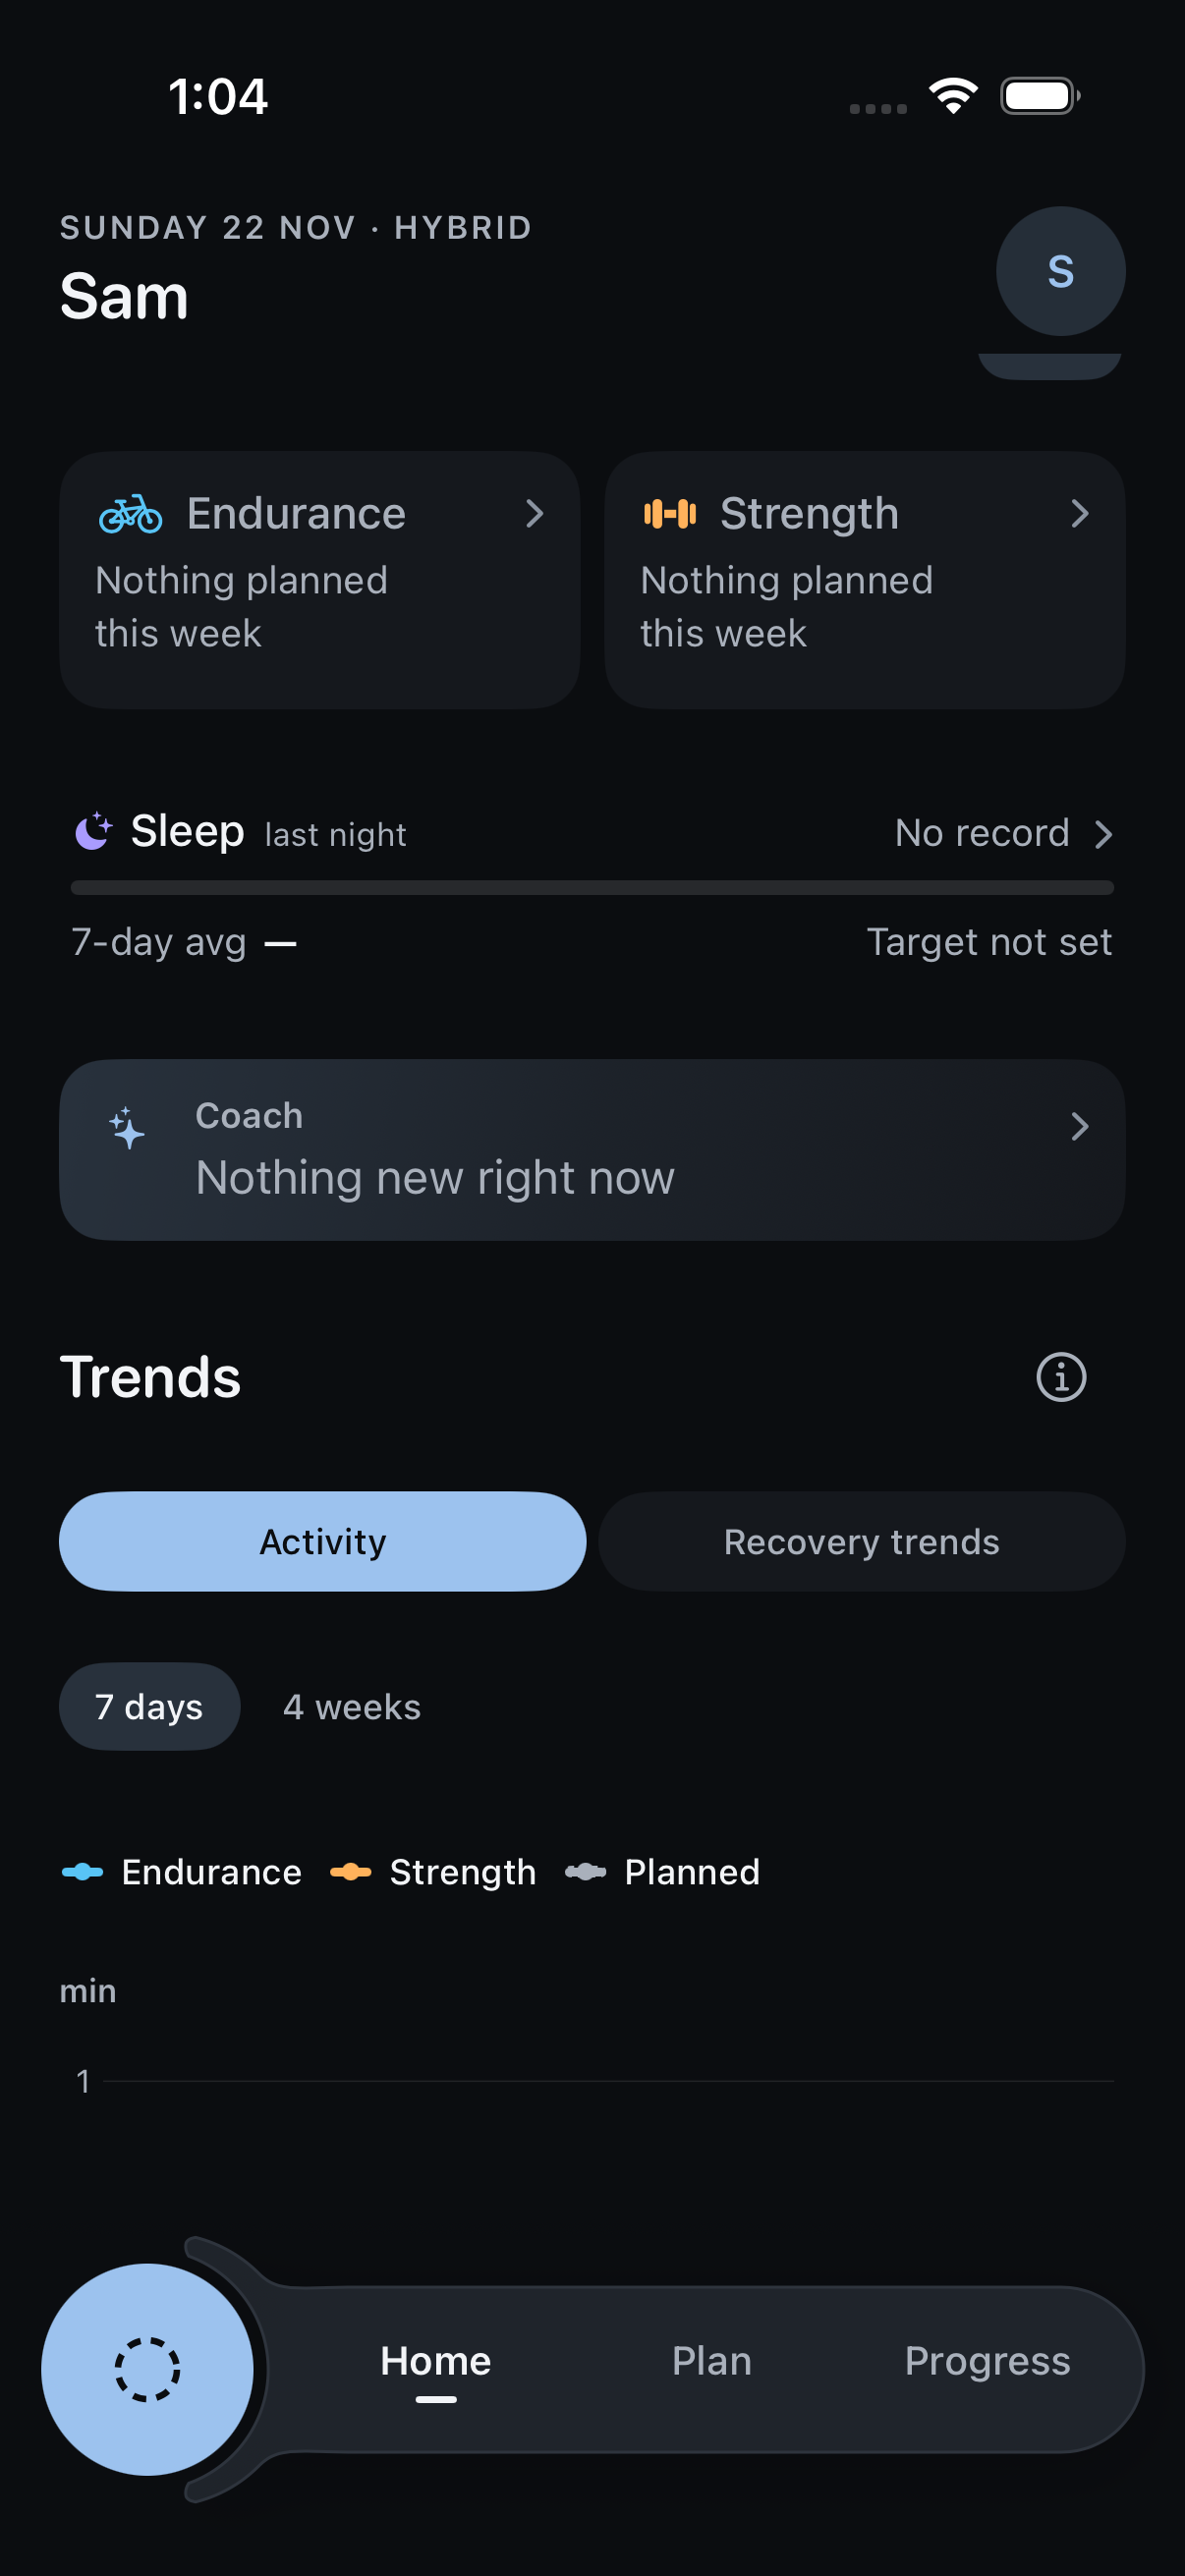 1:04
SUNDAY 22 NOV · HYBRID
Sam
S
Endurance
Nothing planned
this week
Strength
Nothing planned
this week
Sleep last night
No record
7-day avg —
Target not set
Coach
Nothing new right now
Trends
Activity
Recovery trends
7 days
4 weeks
Endurance
Strength
Planned
min
1
Home
Plan
Progress